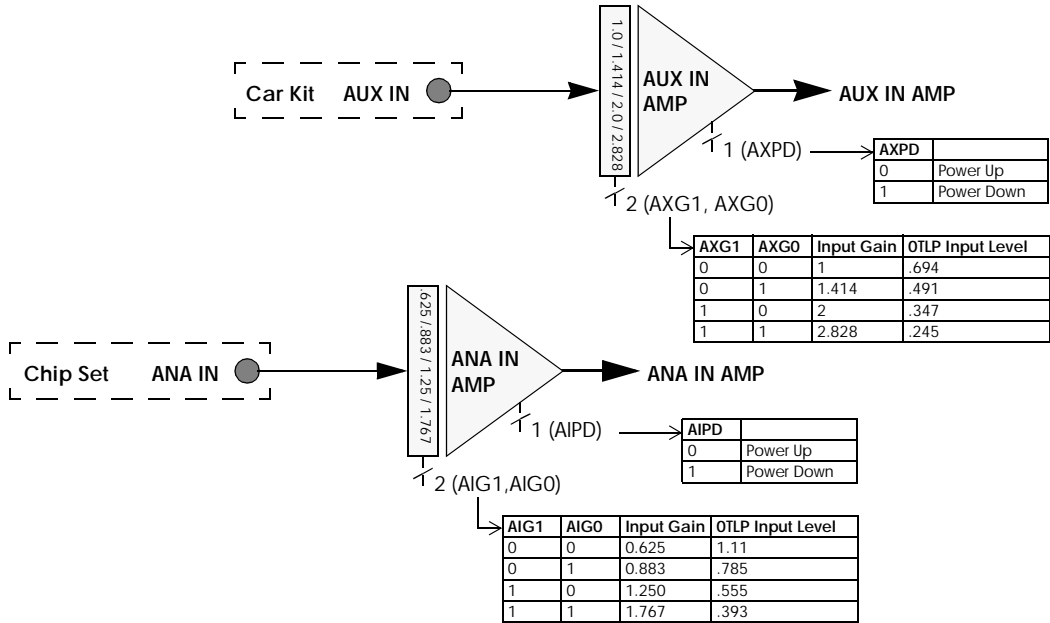 1.0 / 1.414 / 2.0 / 2.828
AUX IN
AMP
Car Kit AUX IN
AUX IN AMP
1 (AXPD)
AXPD
0 Power Up
1 Power Down
2 (AXG1, AXG0)
AXG1 AXG0 Input Gain 0TLP Input Level
0 0 1 .694
0 1 1.414 .491
1 0 2 .347
1 1 2.828 .245
.625 /.883 / 1.25 / 1.767
ANA IN
AMP
Chip Set ANA IN
ANA IN AMP
1 (AIPD)
AIPD
0 Power Up
1 Power Down
2 (AIG1,AIG0)
AIG1 AIG0 Input Gain 0TLP Input Level
0 0 0.625 1.11
0 1 0.883 .785
1 0 1.250 .555
1 1 1.767 .393